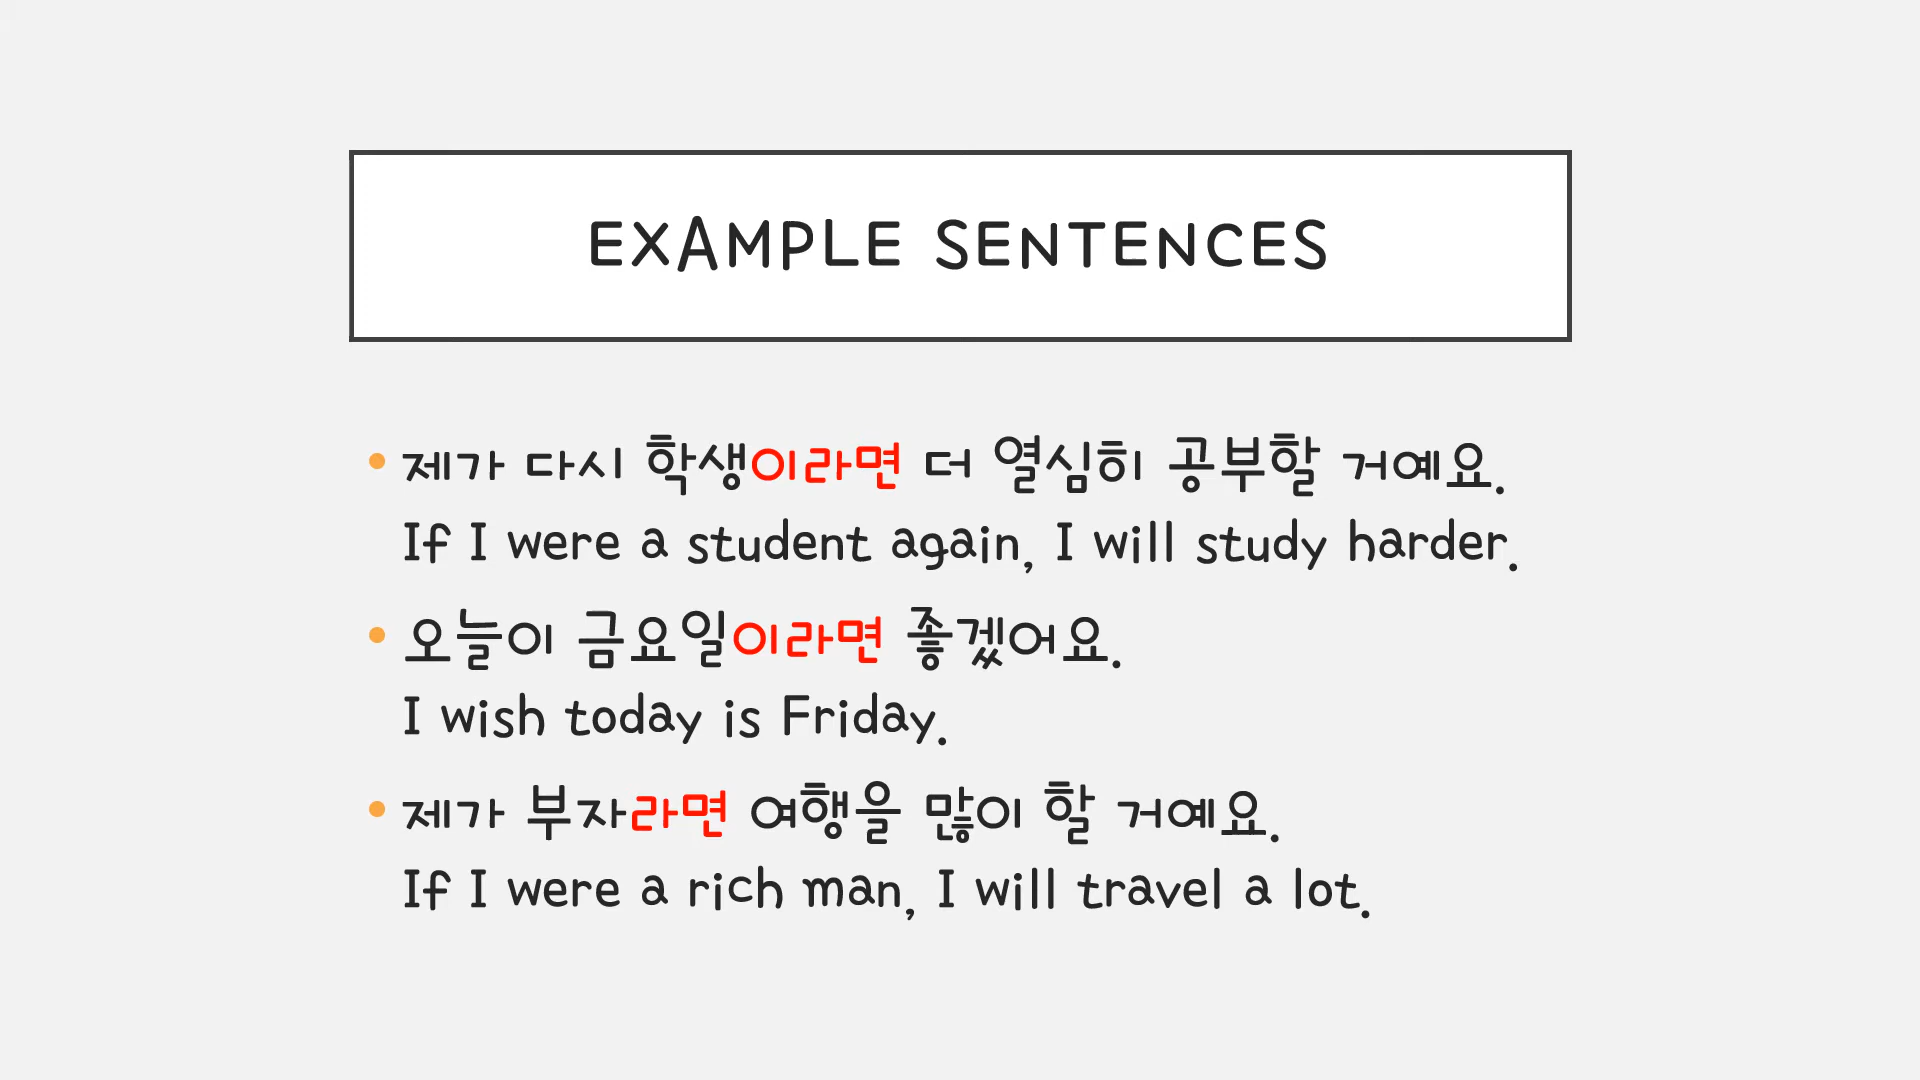 EXAMPLE SENTENCES
• 제가 다시 학생이라면 더 열심히 공부할 거예요.
If I were a student again, I will study harder.
• 오늘이 금요일이라면 좋겠어요.
I wish today is Friday.
• 제가 부자라면 여행을 많이 할 거예요.
If I were a rich man, I will travel a lot.